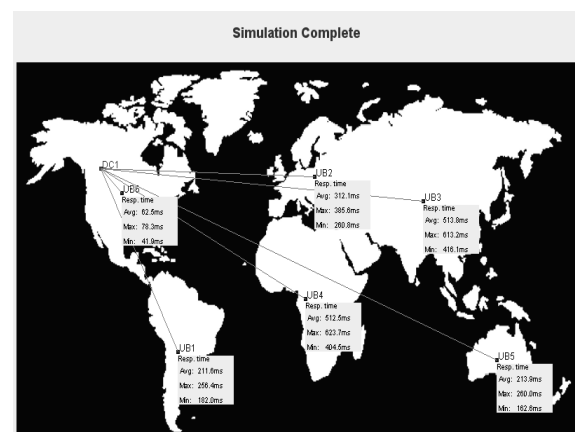 Simulation Complete
DC1
UB2
Resp. time
Avg: 312.1ms
Max: 385.6ms
Min: 260.8ms
UB6
Resp. time
Avg: 62.5ms
Max: 78.3ms
Min: 41.9ms
UB3
Resp. time
Avg: 513.8ms
Max: 613.2ms
Min: 416.1ms
UB4
Resp. time
Avg: 512.5ms
Max: 623.7ms
Min: 404.5ms
UB1
Resp. time
Avg: 211.6ms
Max: 256.4ms
Min: 182.0ms
UB5
Resp. time
Avg: 213.9ms
Max: 260.0ms
Min: 162.6ms